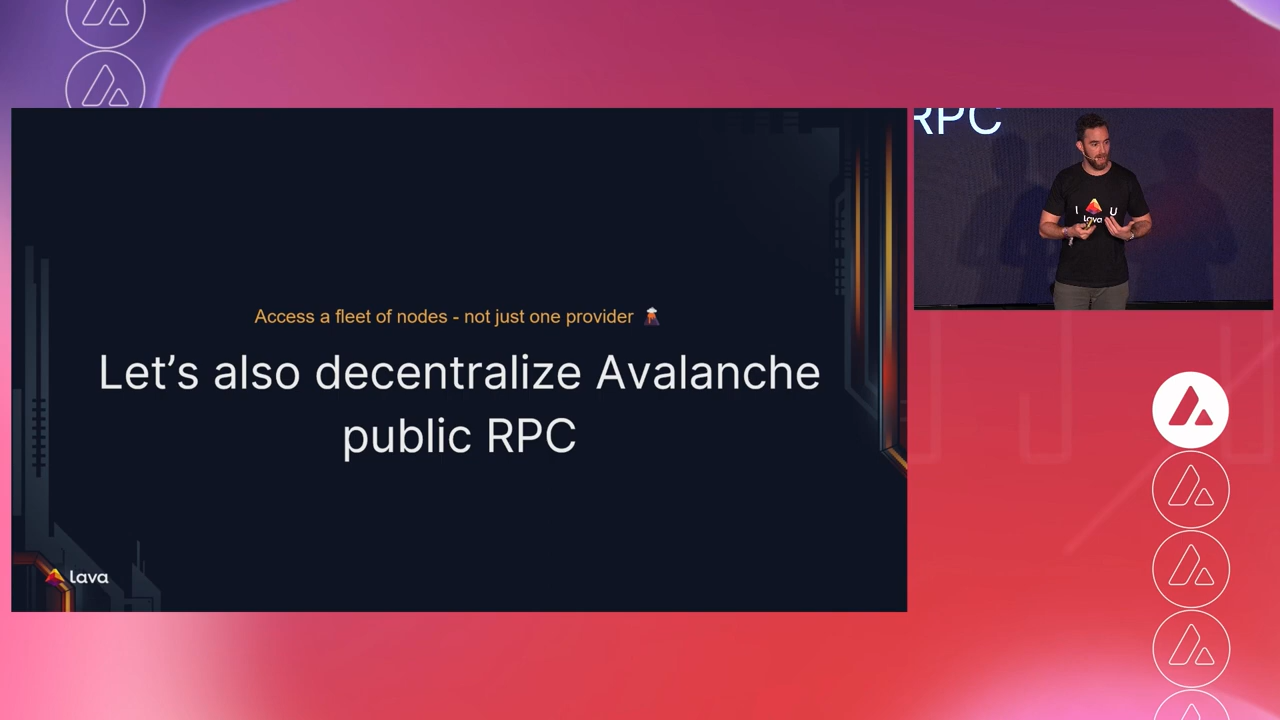 Access a fleet of nodes - not just one provider
Let’s also decentralize Avalanche
public RPC
lava
RPC
I U
lava